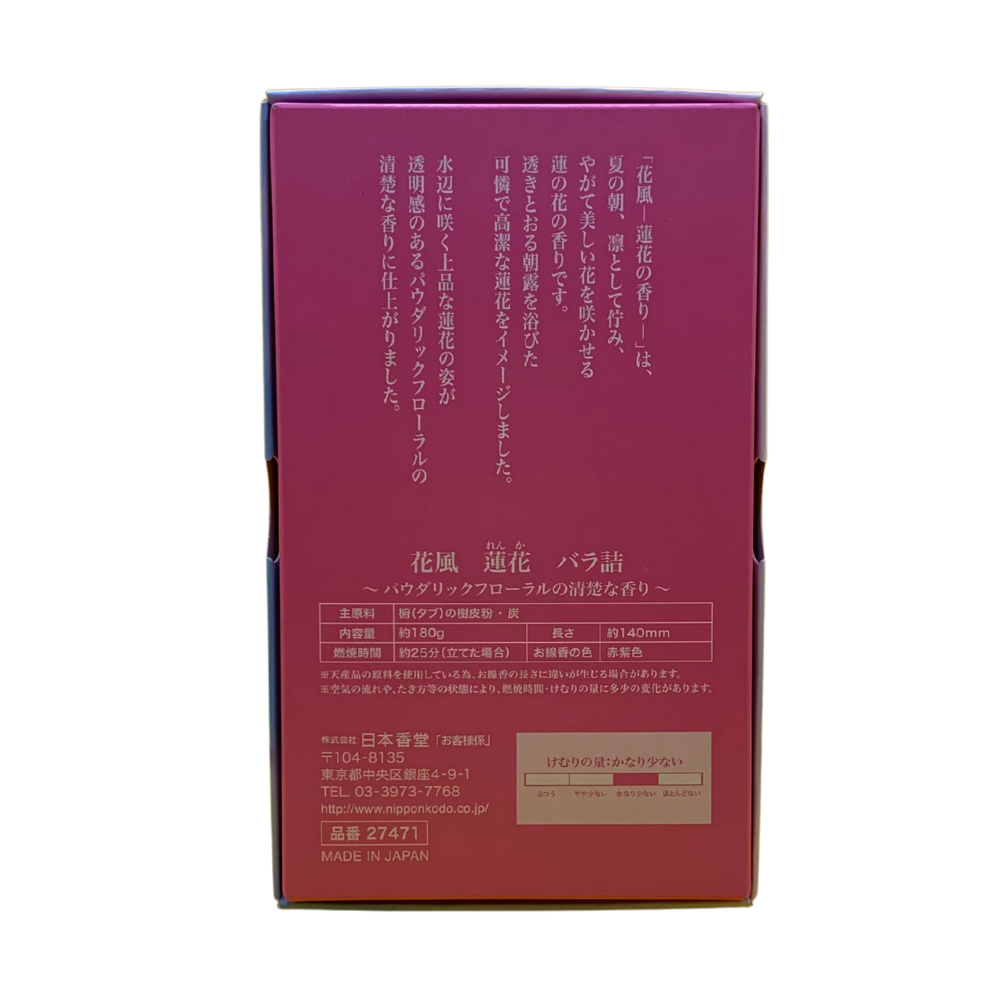 「花風―蓮花の香り―」は、
夏の朝、凛として佇み、
やがて美しい花を咲かせる
蓮の花の香りです。
透きとおる朝露を浴びた
可憐で高潔な蓮花をイメージしました。
水辺に咲く上品な蓮花の姿が
透明感のあるパウダリックフローラルの
清楚な香りに仕上がりました。
花風 蓮花 バラ詰
れん か
～パウダリックフローラルの清楚な香り～
主原料 椨(タブ)の樹皮粉・炭
内容量 約180g 長さ 約140mm
燃焼時間 約25分(立てた場合) お線香の色 赤紫色
※天産品の原料を使用している為、お線香の長さに違いが生じる場合があります。
※空気の流れや、たき方等の状態により、燃焼時間・けむりの量に多少の変化があります。
株式会社 日本香堂「お客様係」
〒104-8135
東京都中央区銀座4-9-1
TEL. 03-3973-7768
http://www.nipponkodo.co.jp/
品番 27471
MADE IN JAPAN
けむりの量:かなり少ない
ふつう やや少ない かなり少ない ほとんどない